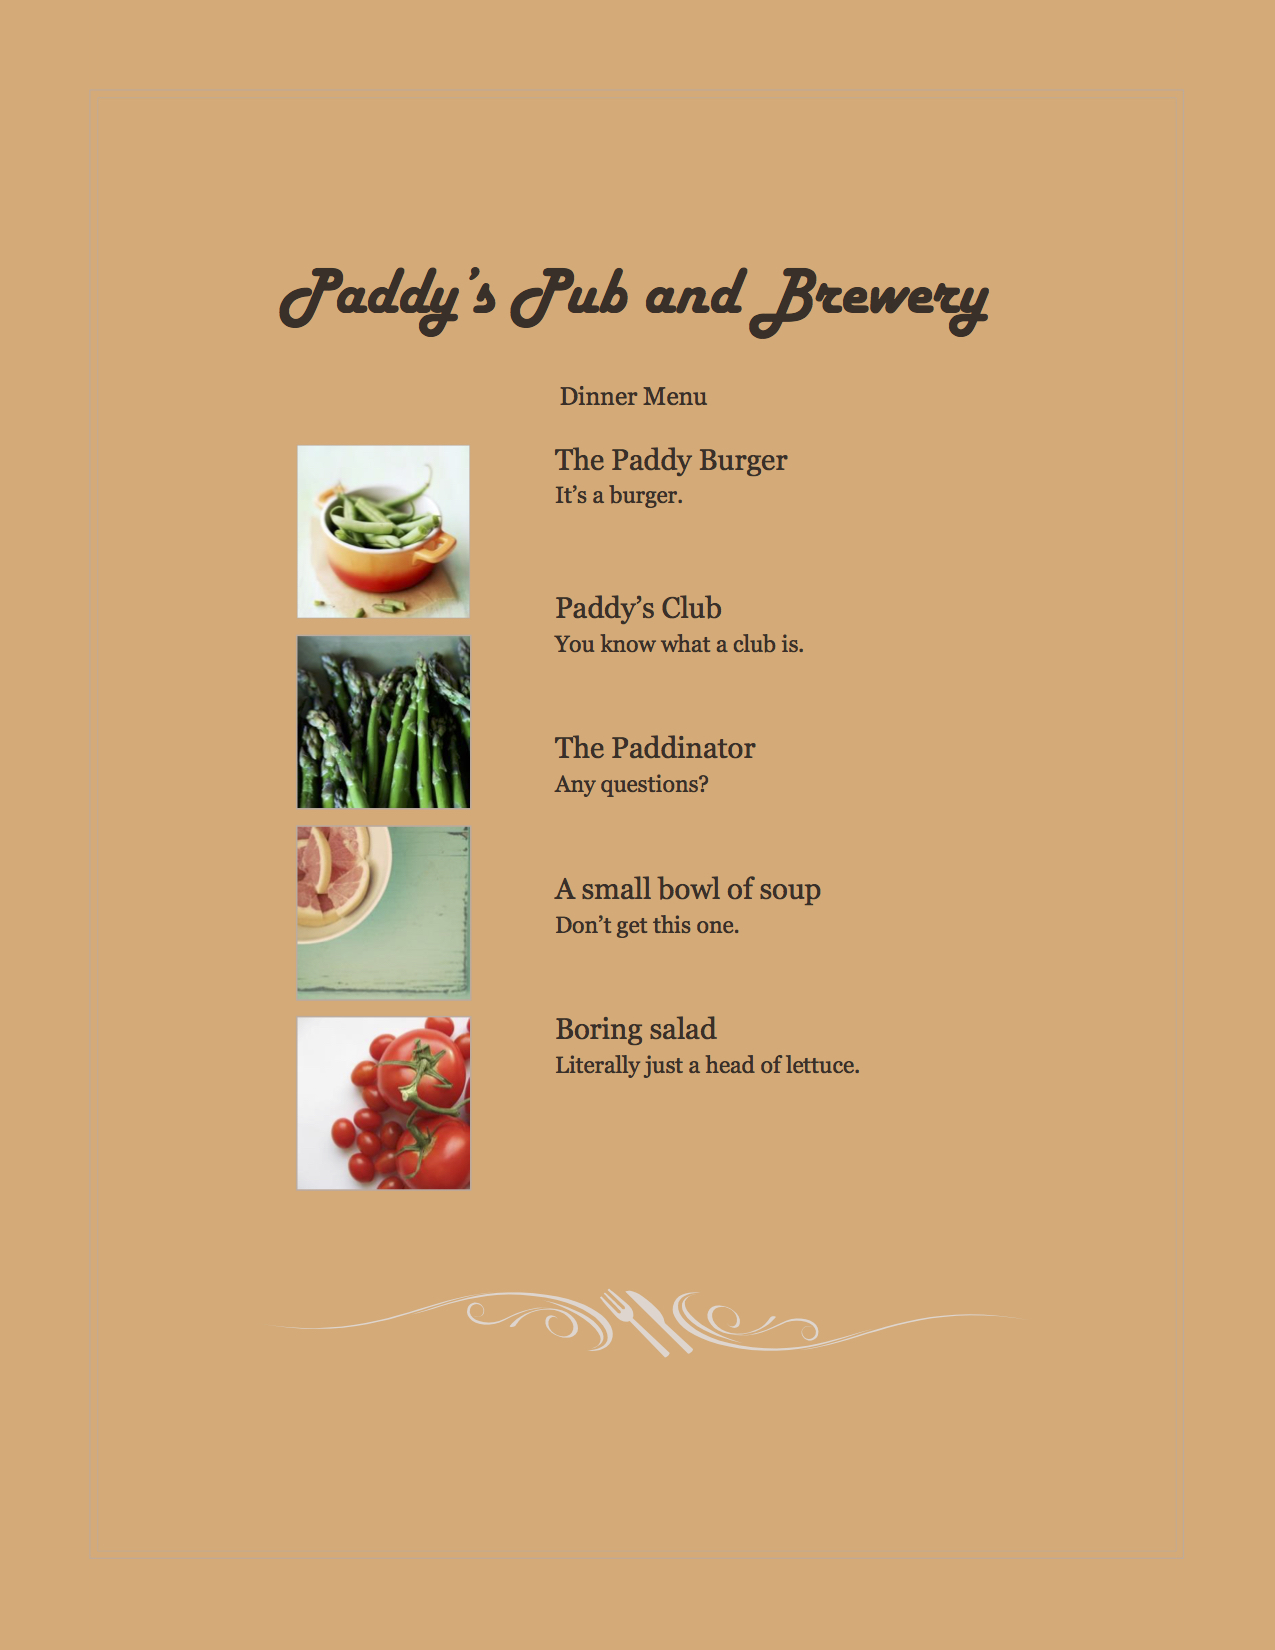 Paddy’s Pub and Brewery
Dinner Menu
The Paddy Burger
It’s a burger.
Paddy’s Club
You know what a club is.
The Paddinator
Any questions?
A small bowl of soup
Don’t get this one.
Boring salad
Literally just a head of lettuce.